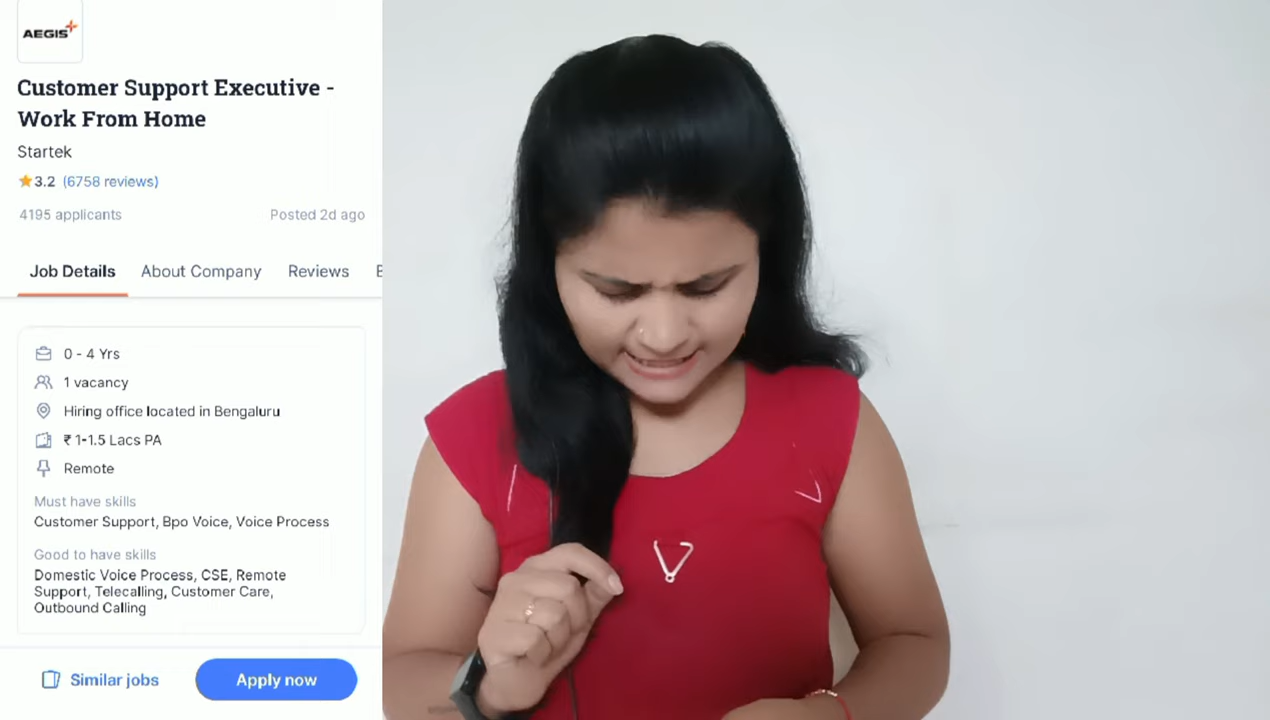 AEGIS
Customer Support Executive -
Work From Home
Startek
3.2 (6758 reviews)
4195 applicants
Posted 2d ago
Job Details About Company Reviews
0 - 4 Yrs
1 vacancy
Hiring office located in Bengaluru
₹ 1-1.5 Lacs PA
Remote
Must have skills
Customer Support, Bpo Voice, Voice Process
Good to have skills
Domestic Voice Process, CSE, Remote
Support, Telecalling, Customer Care,
Outbound Calling
Similar jobs
Apply now